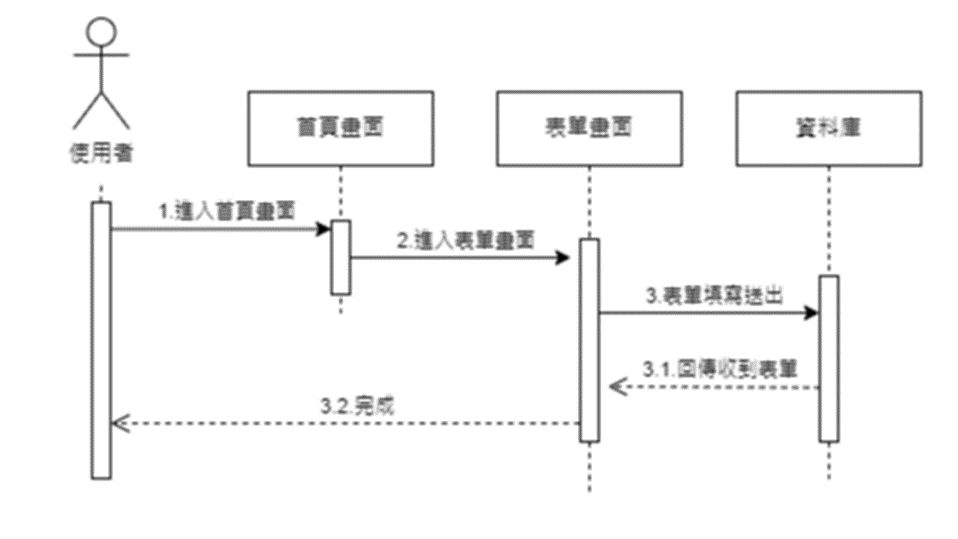 首頁畫面
表單畫面
資料庫
使用者
1.進入首頁畫面
2.進入表單畫面
3.表單填寫送出
3.1.回傳收到表單
3.2.完成